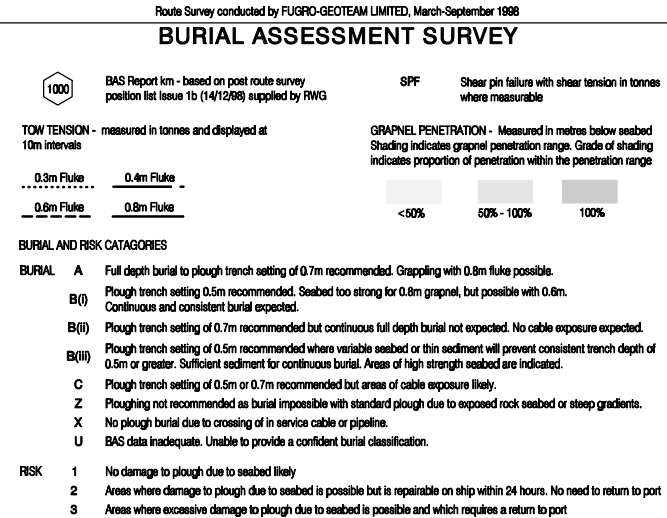 Route Survey conducted by FUGRO-GEOTEAM LIMITED, March-September 1998
BURIAL ASSESSMENT SURVEY
1000
BAS Report km - based on post route survey
position list Issue 1b (14/12/98) supplied by RWG
SPF
Shear pin failure with shear tension in tonnes
where measurable
TOW TENSION - measured in tonnes and displayed at
10m intervals
GRAPNEL PENETRATION - Measured in metres below seabed
Shading indicates grapnel penetration range. Grade of shading
indicates proportion of penetration within the penetration range
0.3m Fluke
0.4m Fluke
0.6m Fluke
0.8m Fluke
<50%
50% - 100%
100%
BURIAL AND RISK CATAGORIES
BURIAL A Full depth burial to plough trench setting of 0.7m recommended. Grappling with 0.8m fluke possible.
B(i) Plough trench setting 0.5m recommended. Seabed too strong for 0.8m grapnel, but possible with 0.6m.
Continuous and consistent burial expected.
B(ii) Plough trench setting of 0.7m recommended but continuous full depth burial not expected. No cable exposure expected.
B(iii) Plough trench setting of 0.5m recommended where variable seabed or thin sediment will prevent consistent trench depth of
0.5m or greater. Sufficient sediment for continuous burial. Areas of high strength seabed are indicated.
C Plough trench setting of 0.5m or 0.7m recommended but areas of cable exposure likely.
Z Ploughing not recommended as burial impossible with standard plough due to exposed rock seabed or steep gradients.
X No plough burial due to crossing of in service cable or pipeline.
U BAS data inadequate. Unable to provide a confident burial classification.
RISK 1 No damage to plough due to seabed likely
2 Areas where damage to plough due to seabed is possible but is repairable on ship within 24 hours. No need to return to port
3 Areas where excessive damage to plough due to seabed is possible and which requires a return to port